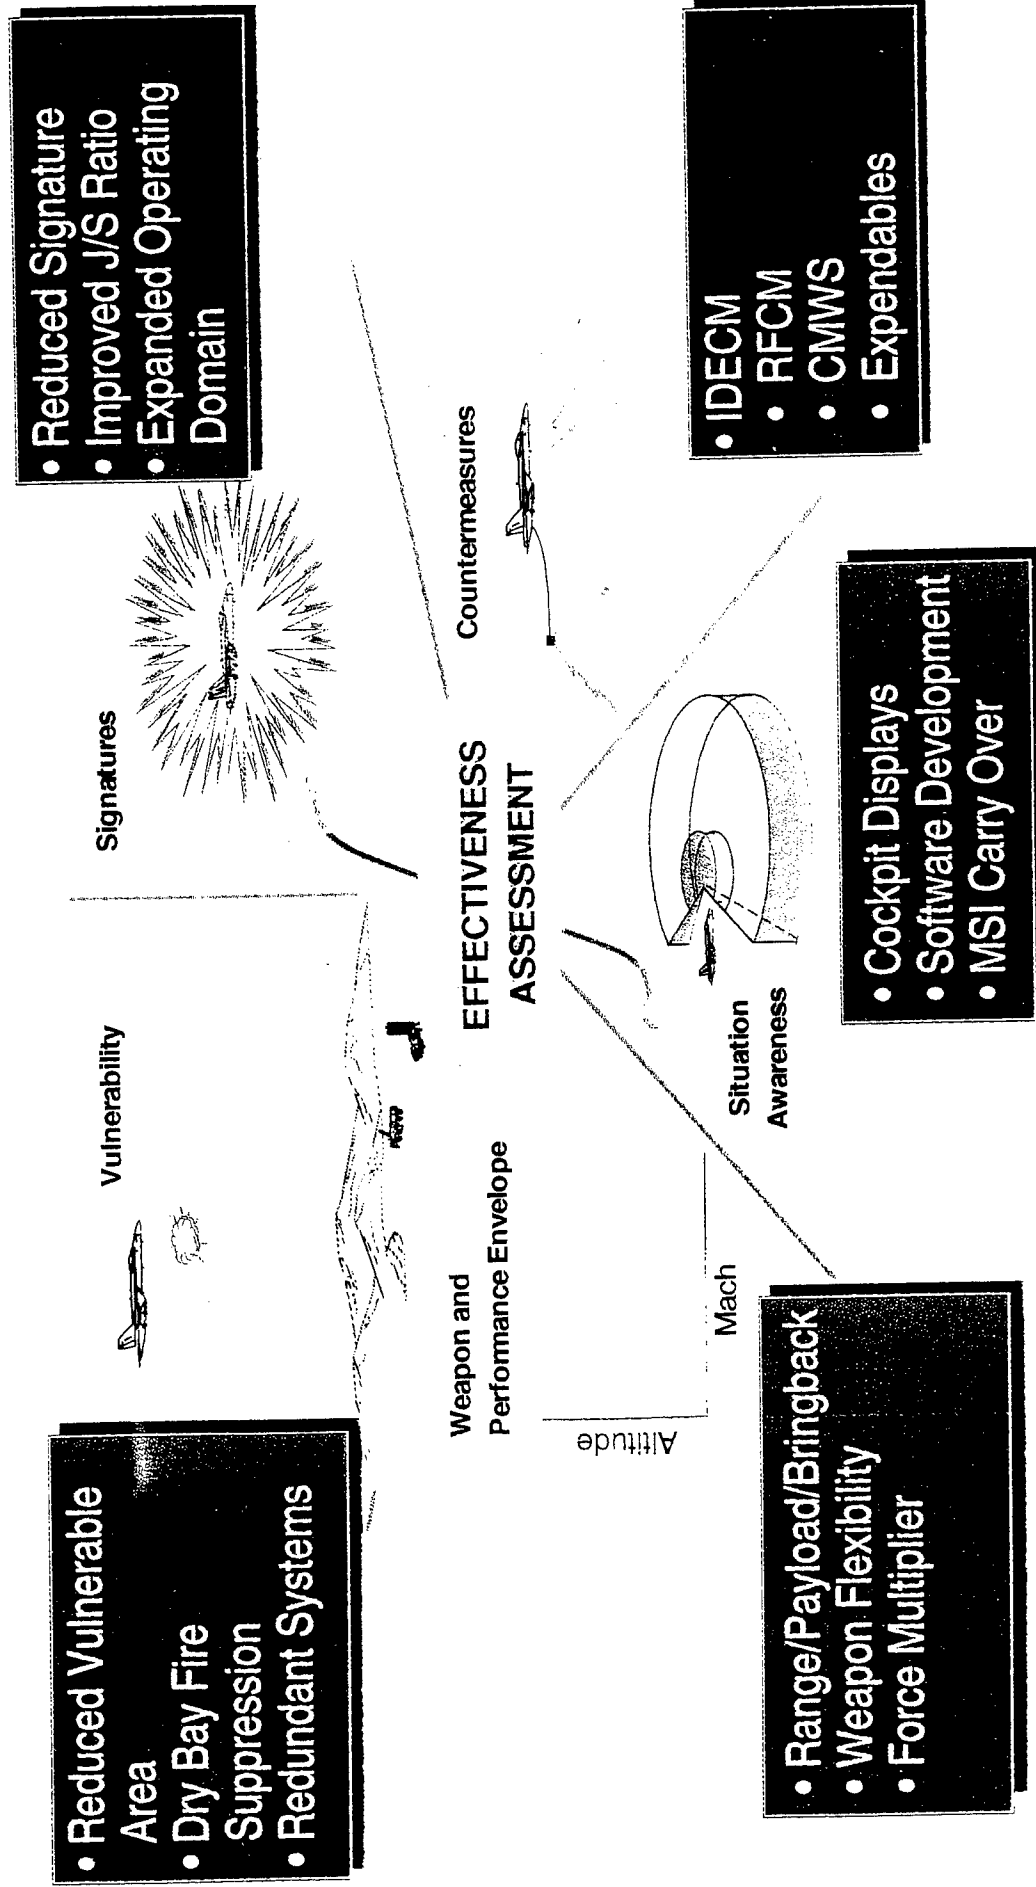 Vulnerability
Signatures
• Reduced Vulnerable
Area
• Dry Bay Fire
Suppression
• Redundant Systems
• Reduced Signature
• Improved J/S Ratio
• Expanded Operating
Domain
Weapon and
Performance Envelope
Altitude
Mach
EFFECTIVENESS
ASSESSMENT
Countermeasures
Situation
Awareness
• Range/Payload/Bringback
• Weapon Flexibility
• Force Multiplier
• Cockpit Displays
• Software Development
• MSI Carry Over
• IDECM
• RFCM
• CMWS
• Expendables